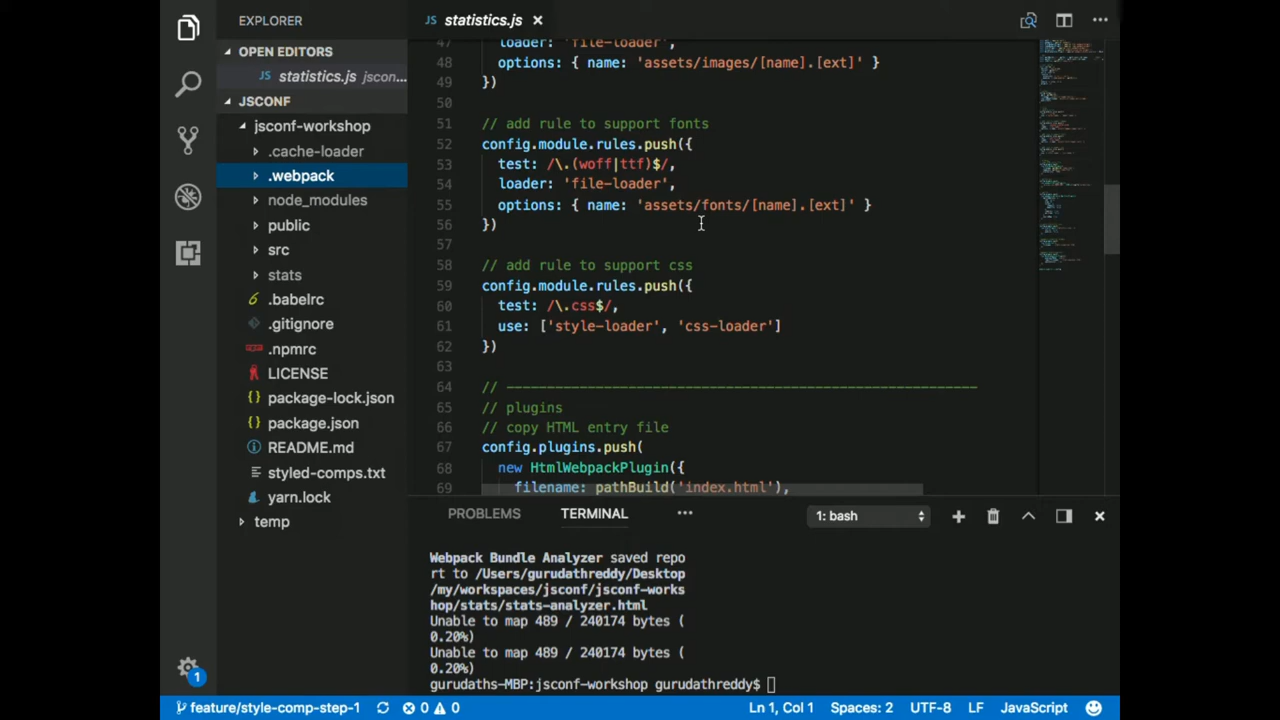 EXPLORER
OPEN EDITORS
JS statistics.js jscon...
JSCONF
jsconf-workshop
.cache-loader
.webpack
node_modules
public
src
stats
.babelrc
.gitignore
.npmrc
LICENSE
package-lock.json
package.json
README.md
styled-comps.txt
yarn.lock
temp
1
JS statistics.js
47 loader: 'file-loader',
48 options: { name: 'assets/images/[name].[ext]' }
49 })
50
51 // add rule to support fonts
52 config.module.rules.push({
53 test: /\.(woff|ttf)$/,
54 loader: 'file-loader',
55 options: { name: 'assets/fonts/[name].[ext]' }
56 })
57
58 // add rule to support css
59 config.module.rules.push({
60 test: /\.css$/,
61 use: ['style-loader', 'css-loader']
62 })
63
64 // ----------------------------------------------------------
65 // plugins
66 // copy HTML entry file
67 config.plugins.push(
68 new HtmlWebpackPlugin({
69 filename: pathBuild('index.html'),
PROBLEMS TERMINAL ... 1: bash
Webpack Bundle Analyzer saved repo
rt to /Users/gurudathreddy/Desktop
/my/workspaces/jsconf/jsconf-works
hop/stats/stats-analyzer.html
Unable to map 489 / 240174 bytes (
0.20%)
Unable to map 489 / 240174 bytes (
0.20%)
gurudaths-MBP:jsconf-workshop gurudathreddy$
feature/style-comp-step-1 0 0 Ln 1, Col 1 Spaces: 2 UTF-8 LF JavaScript